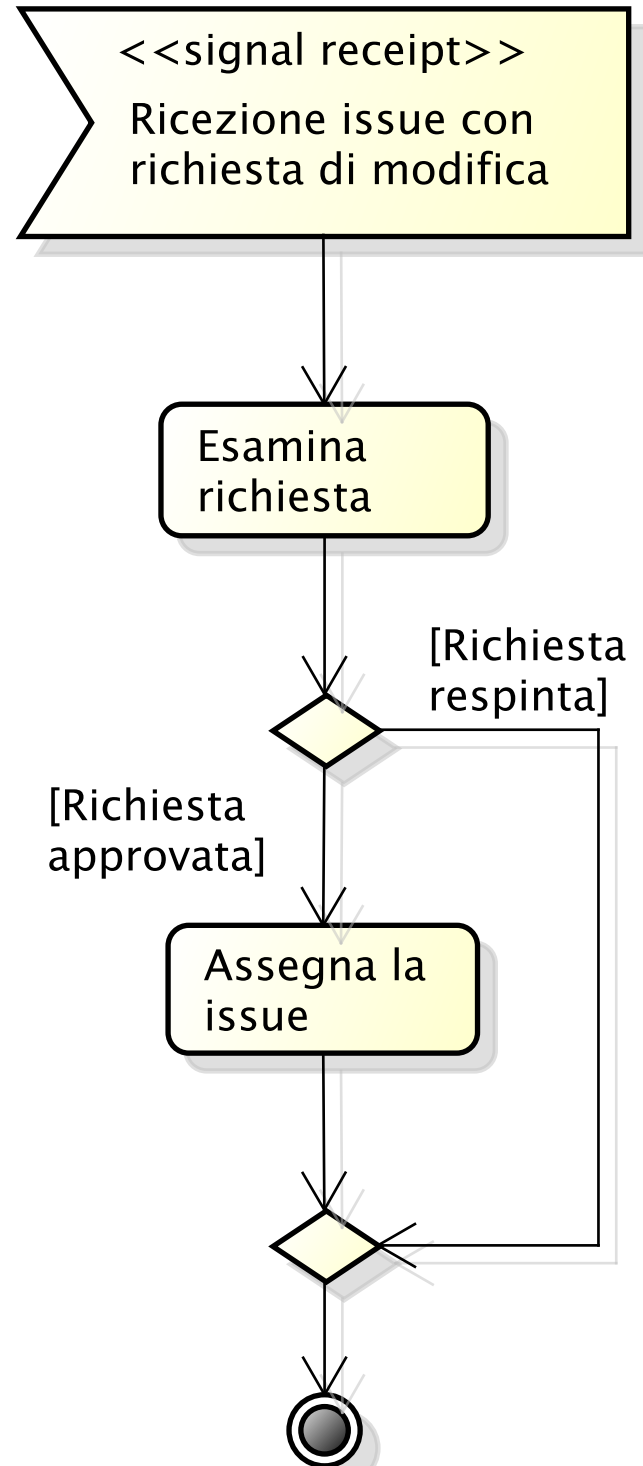 <<signal receipt>>
Ricezione issue con
richiesta di modifica
Esamina
richiesta
[Richiesta
respinta]
[Richiesta
approvata]
Assegna la
issue